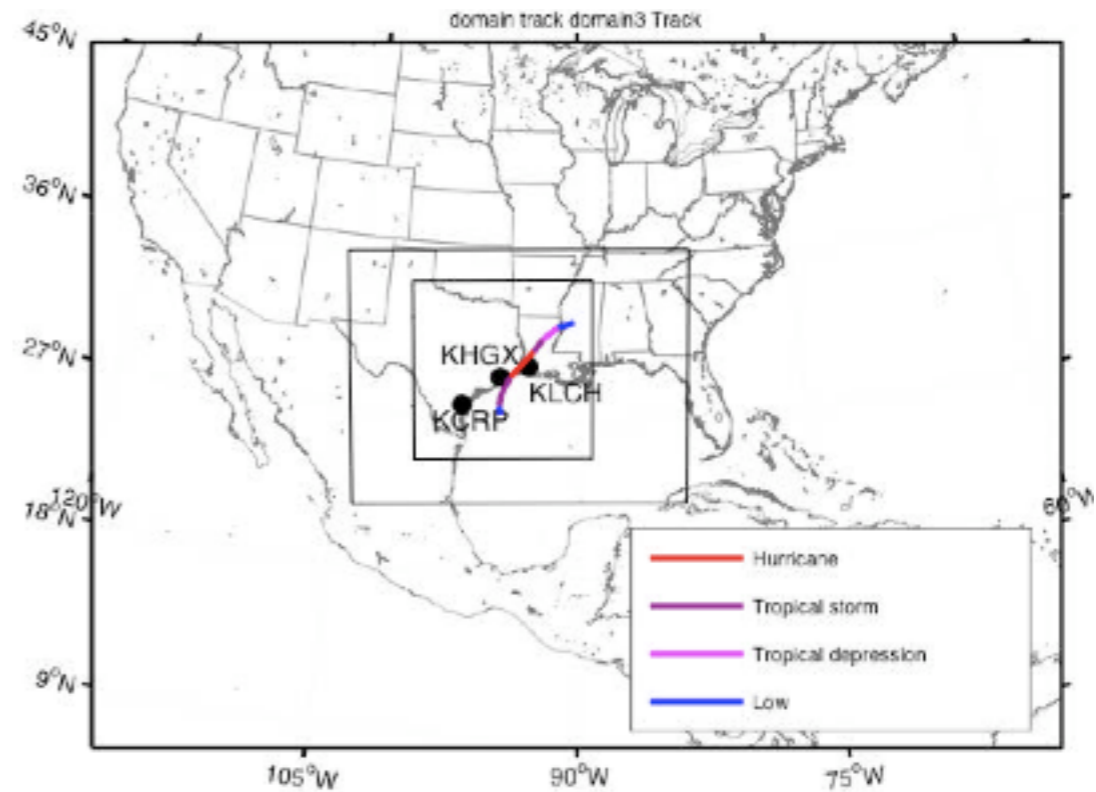 domain track domain3 Track
45°N
36°N
27°N
KHGX
KLCH
KCRP
120°W
60°W
18°N
Hurricane
Tropical storm
Tropical depression
Low
9°N
105°W
90°W
75°W